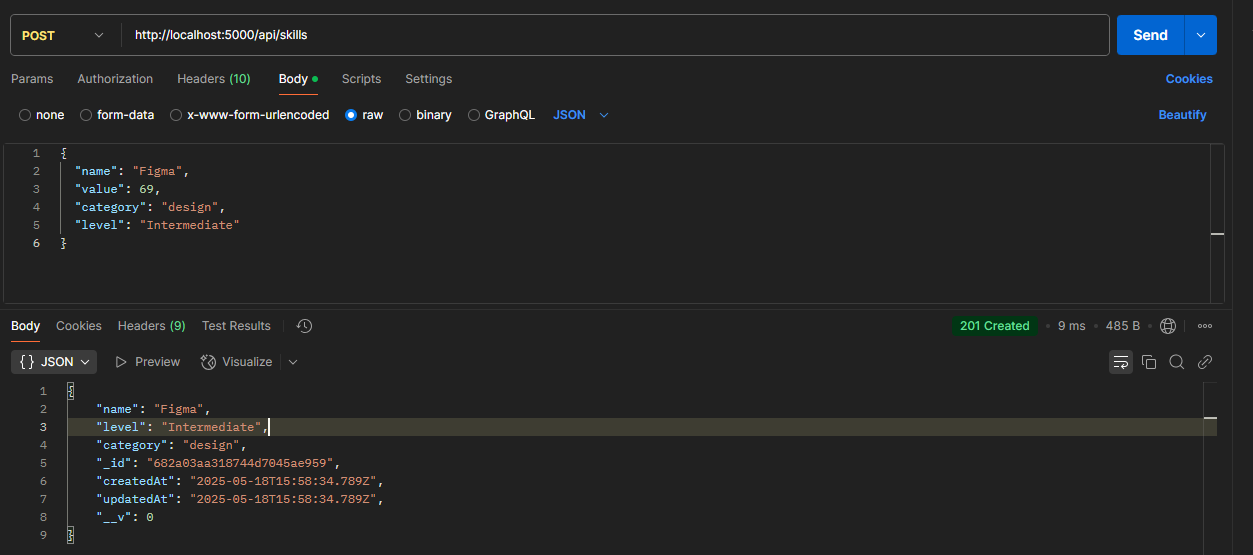 POST http://localhost:5000/api/skills Send
Params Authorization Headers (10) Body Scripts Settings Cookies
none form-data x-www-form-urlencoded raw binary GraphQL JSON Beautify
1 {
2 "name": "Figma",
3 "value": 69,
4 "category": "design",
5 "level": "Intermediate"
6 }
Body Cookies Headers (9) Test Results 201 Created • 9 ms • 485 B •
{} JSON Preview Visualize
1 {
2 "name": "Figma",
3 "level": "Intermediate",
4 "category": "design",
5 "_id": "682a03aa318744d7045ae959",
6 "createdAt": "2025-05-18T15:58:34.789Z",
7 "updatedAt": "2025-05-18T15:58:34.789Z",
8 "__v": 0
9 }